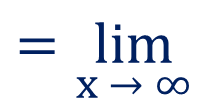 = lim
x → ∞